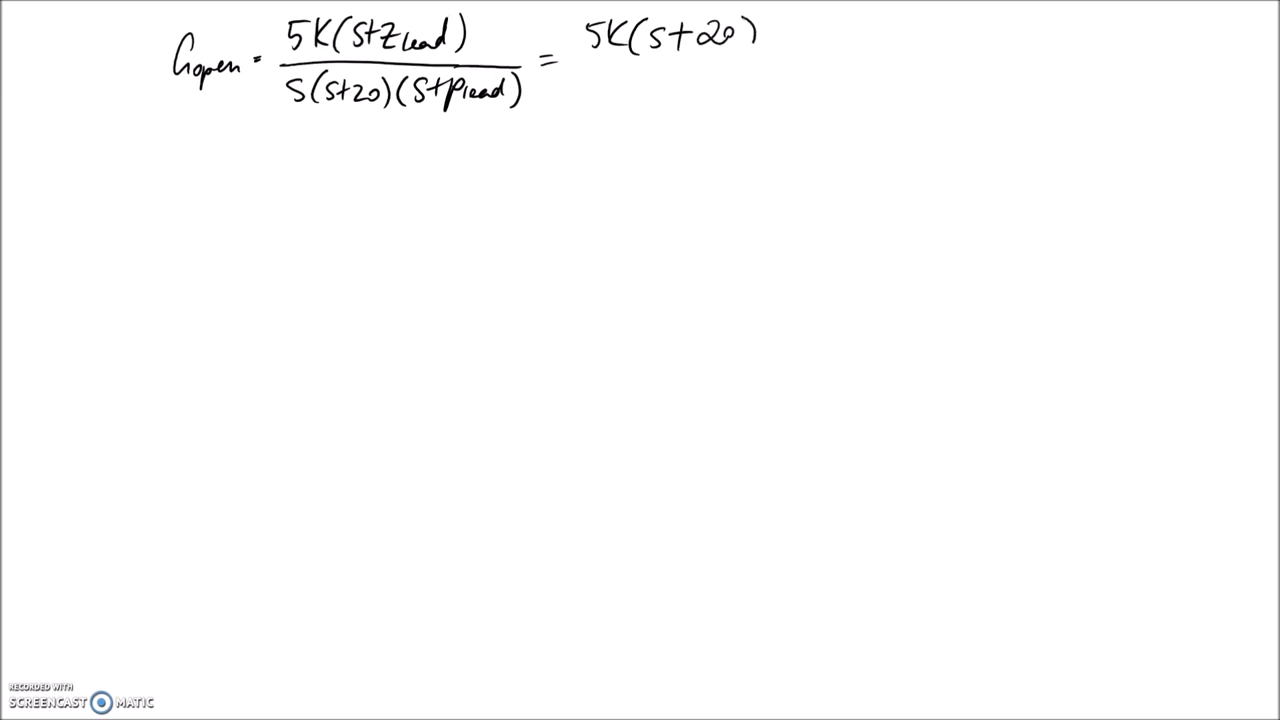 Gopen = 5K(s+Zlead) / S(s+20)(s+plead) = 5K(s+20)
RECORDED WITH
SCREENCAST MATIC